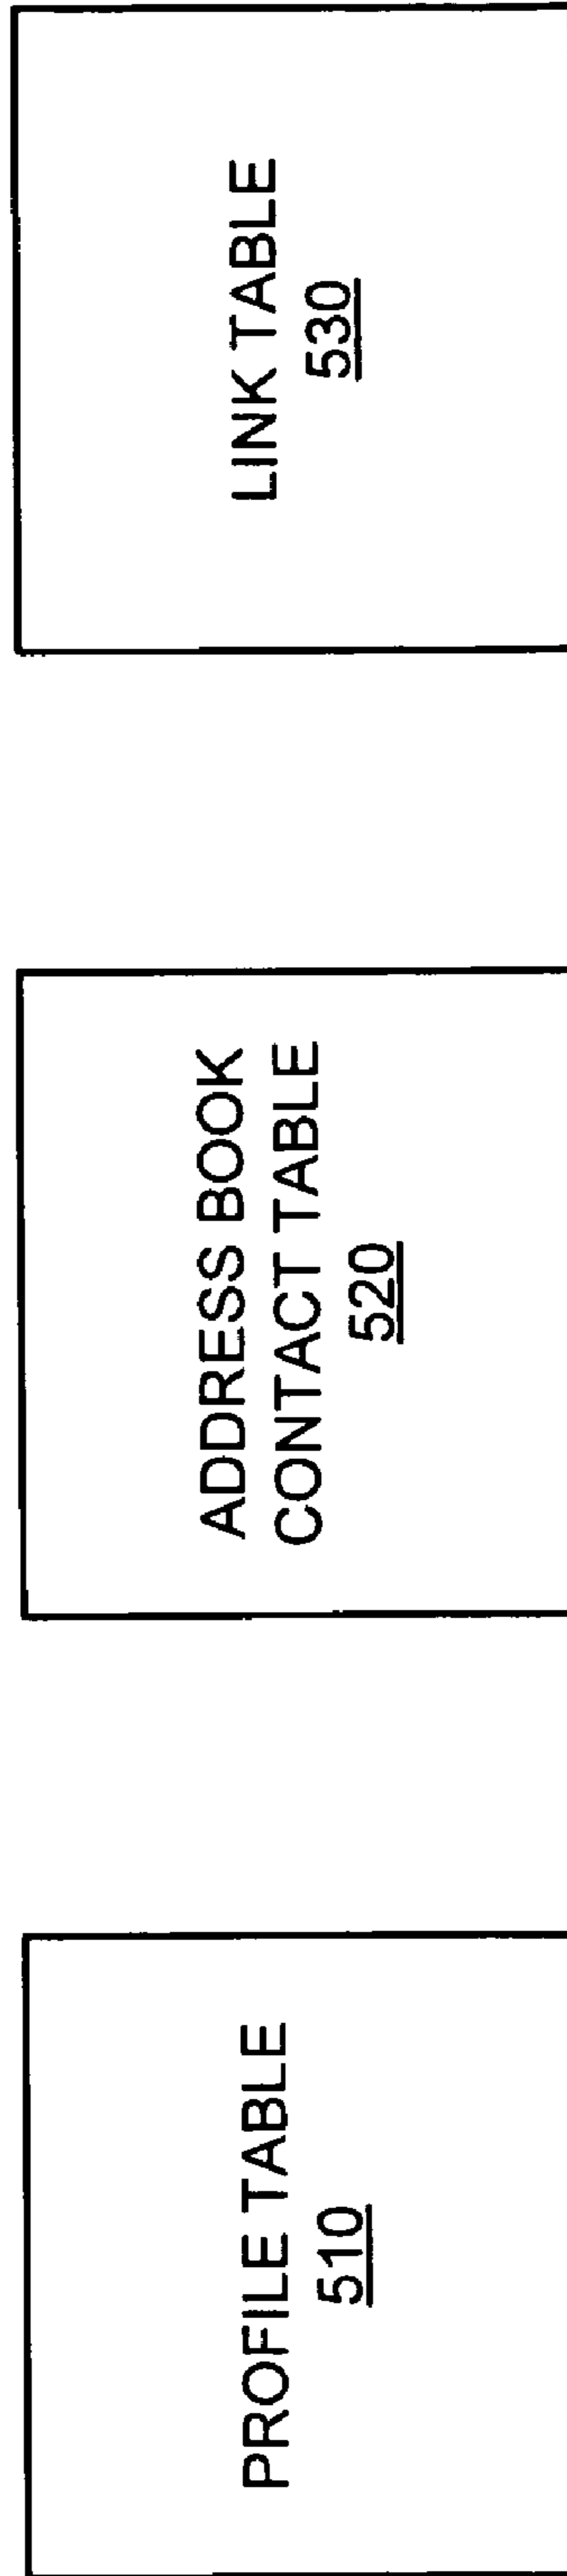 PROFILE TABLE
510
ADDRESS BOOK
CONTACT TABLE
520
LINK TABLE
530